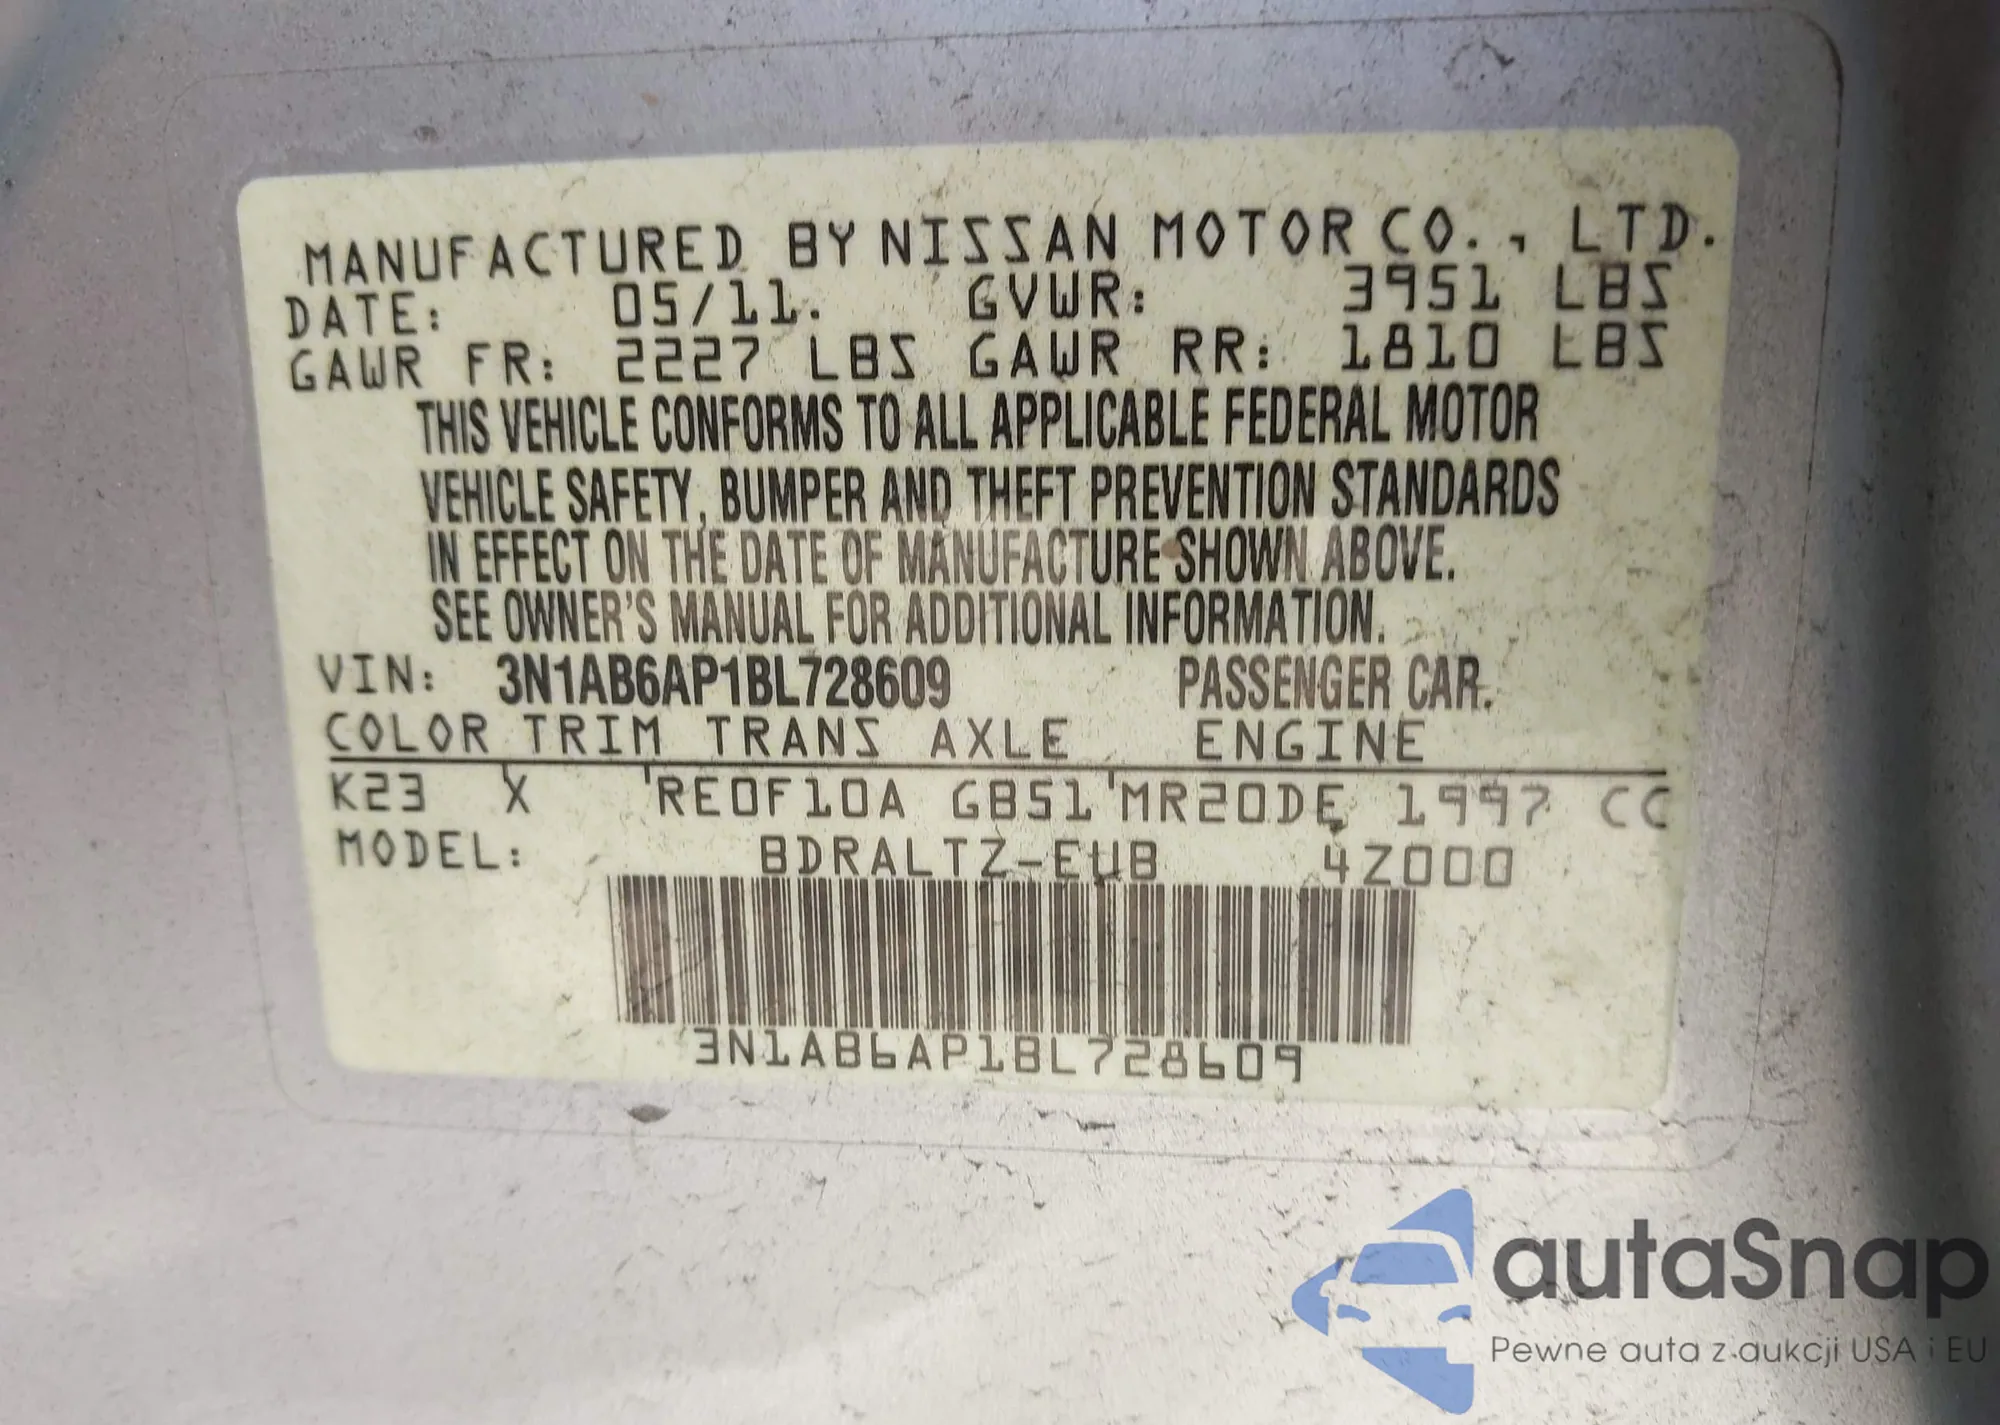 MANUFACTURED BY NISSAN MOTOR CO., LTD.
DATE: 05/11. GVWR: 3951 LBS
GAWR FR: 2227 LBS GAWR RR: 1810 LBS
THIS VEHICLE CONFORMS TO ALL APPLICABLE FEDERAL MOTOR
VEHICLE SAFETY, BUMPER AND THEFT PREVENTION STANDARDS
IN EFFECT ON THE DATE OF MANUFACTURE SHOWN ABOVE.
SEE OWNER'S MANUAL FOR ADDITIONAL INFORMATION.
VIN: 3N1AB6AP1BL728609 PASSENGER CAR.
COLOR TRIM TRANS AXLE ENGINE
K23 X RE0F10A GB51 MR20DE 1997 CC
MODEL: BDRALTZ-EUB 4Z000
3N1AB6AP1BL728609
autaSnap
Pewne auta z aukcji USA i EU